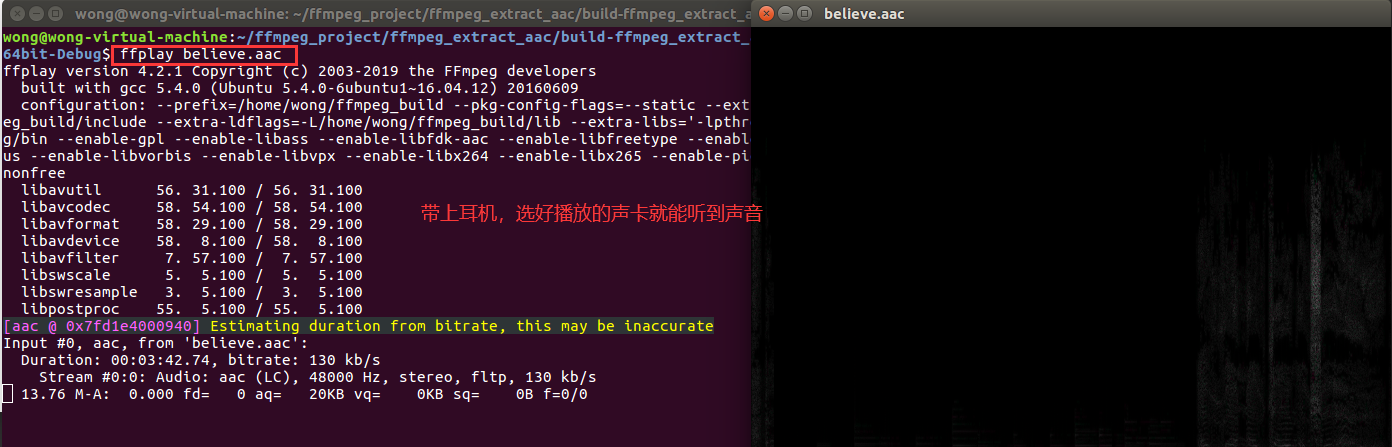 wong@wong-virtual-machine: ~/ffmpeg_project/ffmpeg_extract_aac/build-ffmpeg_extract_a
believe.aac
wong@wong-virtual-machine:~/ffmpeg_project/ffmpeg_extract_aac/build-ffmpeg_extract_
64bit-Debug$ ffplay believe.aac
ffplay version 4.2.1 Copyright (c) 2003-2019 the FFmpeg developers
built with gcc 5.4.0 (Ubuntu 5.4.0-6ubuntu1~16.04.12) 20160609
configuration: --prefix=/home/wong/ffmpeg_build --pkg-config-flags=--static --ext
eg_build/include --extra-ldflags=-L/home/wong/ffmpeg_build/lib --extra-libs='-lpthr
g/bin --enable-gpl --enable-libass --enable-libfdk-aac --enable-libfreetype --enabl
us --enable-libvorbis --enable-libvpx --enable-libx264 --enable-libx265 --enable-pi
nonfree
libavutil 56. 31.100 / 56. 31.100
libavcodec 58. 54.100 / 58. 54.100
带上耳机，选好播放的声卡就能听到声音
libavformat 58. 29.100 / 58. 29.100
libavdevice 58. 8.100 / 58. 8.100
libavfilter 7. 57.100 / 7. 57.100
libswscale 5. 5.100 / 5. 5.100
libswresample 3. 5.100 / 3. 5.100
libpostproc 55. 5.100 / 55. 5.100
[aac @ 0x7fd1e4000940] Estimating duration from bitrate, this may be inaccurate
Input #0, aac, from 'believe.aac':
Duration: 00:03:42.74, bitrate: 130 kb/s
Stream #0:0: Audio: aac (LC), 48000 Hz, stereo, fltp, 130 kb/s
13.76 M-A: 0.000 fd= 0 aq= 20KB vq= 0KB sq= 0B f=0/0